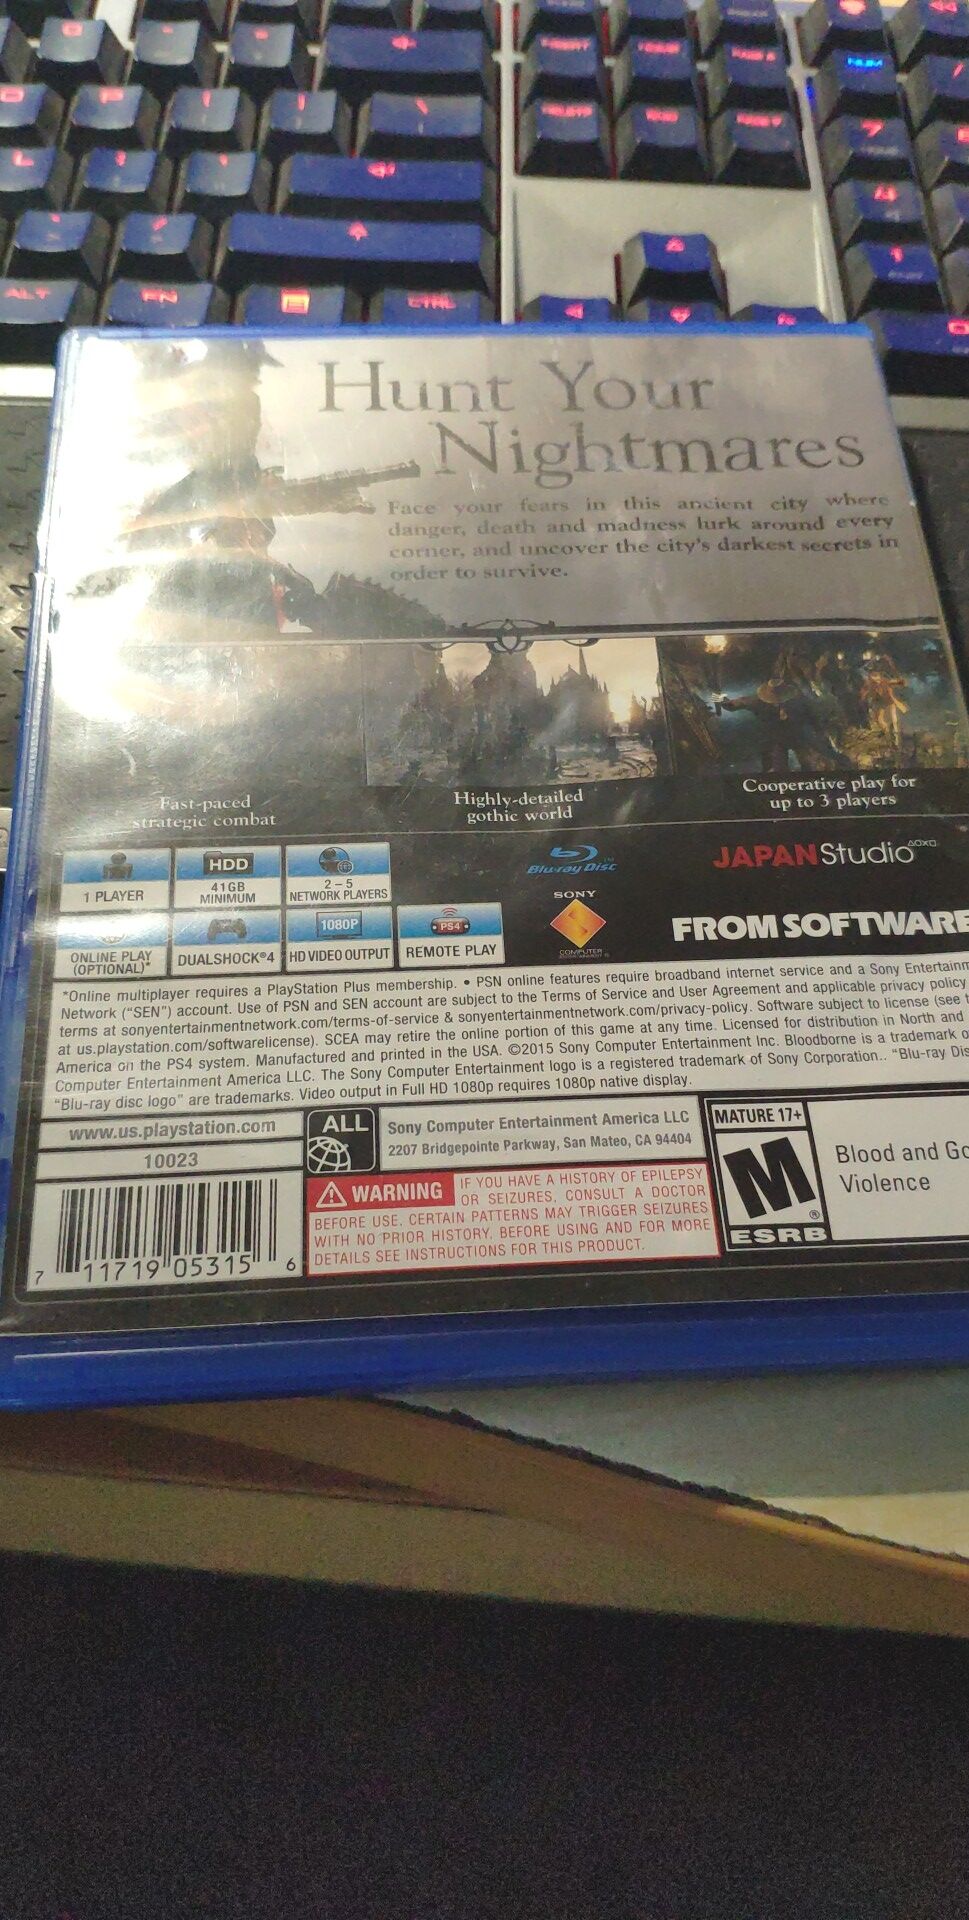 NUM
7
4
1
ALT
FN
CTRL
Hunt Your
Nightmares
Face your fears in this ancient city where
danger, death and madness lurk around every
corner, and uncover the city's darkest secrets in
order to survive.
Fast-paced
strategic combat
Highly-detailed
gothic world
Cooperative play for
up to 3 players
1 PLAYER
HDD
41GB
MINIMUM
2 – 5
NETWORK PLAYERS
ONLINE PLAY
(OPTIONAL)*
DUALSHOCK®4
1080P
HD VIDEO OUTPUT
PS4
REMOTE PLAY
Blu-ray Disc
SONY
COMPUTER
ENTERTAINMENT
JAPANStudio
FROM SOFTWARE
*Online multiplayer requires a PlayStation Plus membership. • PSN online features require broadband internet service and a Sony Entertainm
Network (“SEN”) account. Use of PSN and SEN account are subject to the Terms of Service and User Agreement and applicable privacy policy
terms at sonyentertainmentnetwork.com/terms-of-service & sonyentertainmentnetwork.com/privacy-policy. Software subject to license (see t
at us.playstation.com/softwarelicense). SCEA may retire the online portion of this game at any time. Licensed for distribution in North and
America on the PS4 system. Manufactured and printed in the USA. ©2015 Sony Computer Entertainment Inc. Bloodborne is a trademark o
Computer Entertainment America LLC. The Sony Computer Entertainment logo is a registered trademark of Sony Corporation.. “Blu-ray Dis
“Blu-ray disc logo” are trademarks. Video output in Full HD 1080p requires 1080p native display.
www.us.playstation.com
10023
7 11719 05315 6
ALL
Sony Computer Entertainment America LLC
2207 Bridgepointe Parkway, San Mateo, CA 94404
WARNING IF YOU HAVE A HISTORY OF EPILEPSY
OR SEIZURES, CONSULT A DOCTOR
BEFORE USE. CERTAIN PATTERNS MAY TRIGGER SEIZURES
WITH NO PRIOR HISTORY. BEFORE USING AND FOR MORE
DETAILS SEE INSTRUCTIONS FOR THIS PRODUCT.
MATURE 17+
M
ESRB
Blood and Go
Violence